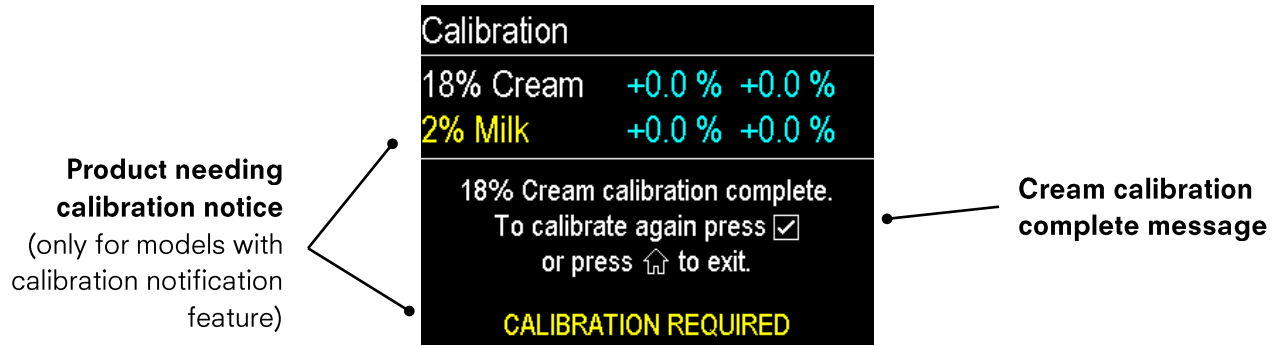 Calibration
18% Cream +0.0 % +0.0 %
2% Milk +0.0 % +0.0 %
18% Cream calibration complete.
To calibrate again press ☑
or press ⌂ to exit.
CALIBRATION REQUIRED
Product needing
calibration notice
(only for models with
calibration notification
feature)
Cream calibration
complete message